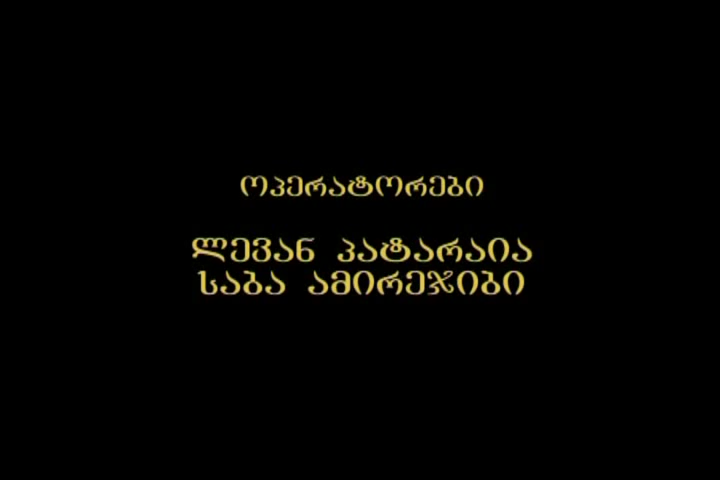 ოპერატორები
ლევან პატარაია
საბა ამირეჯიბი